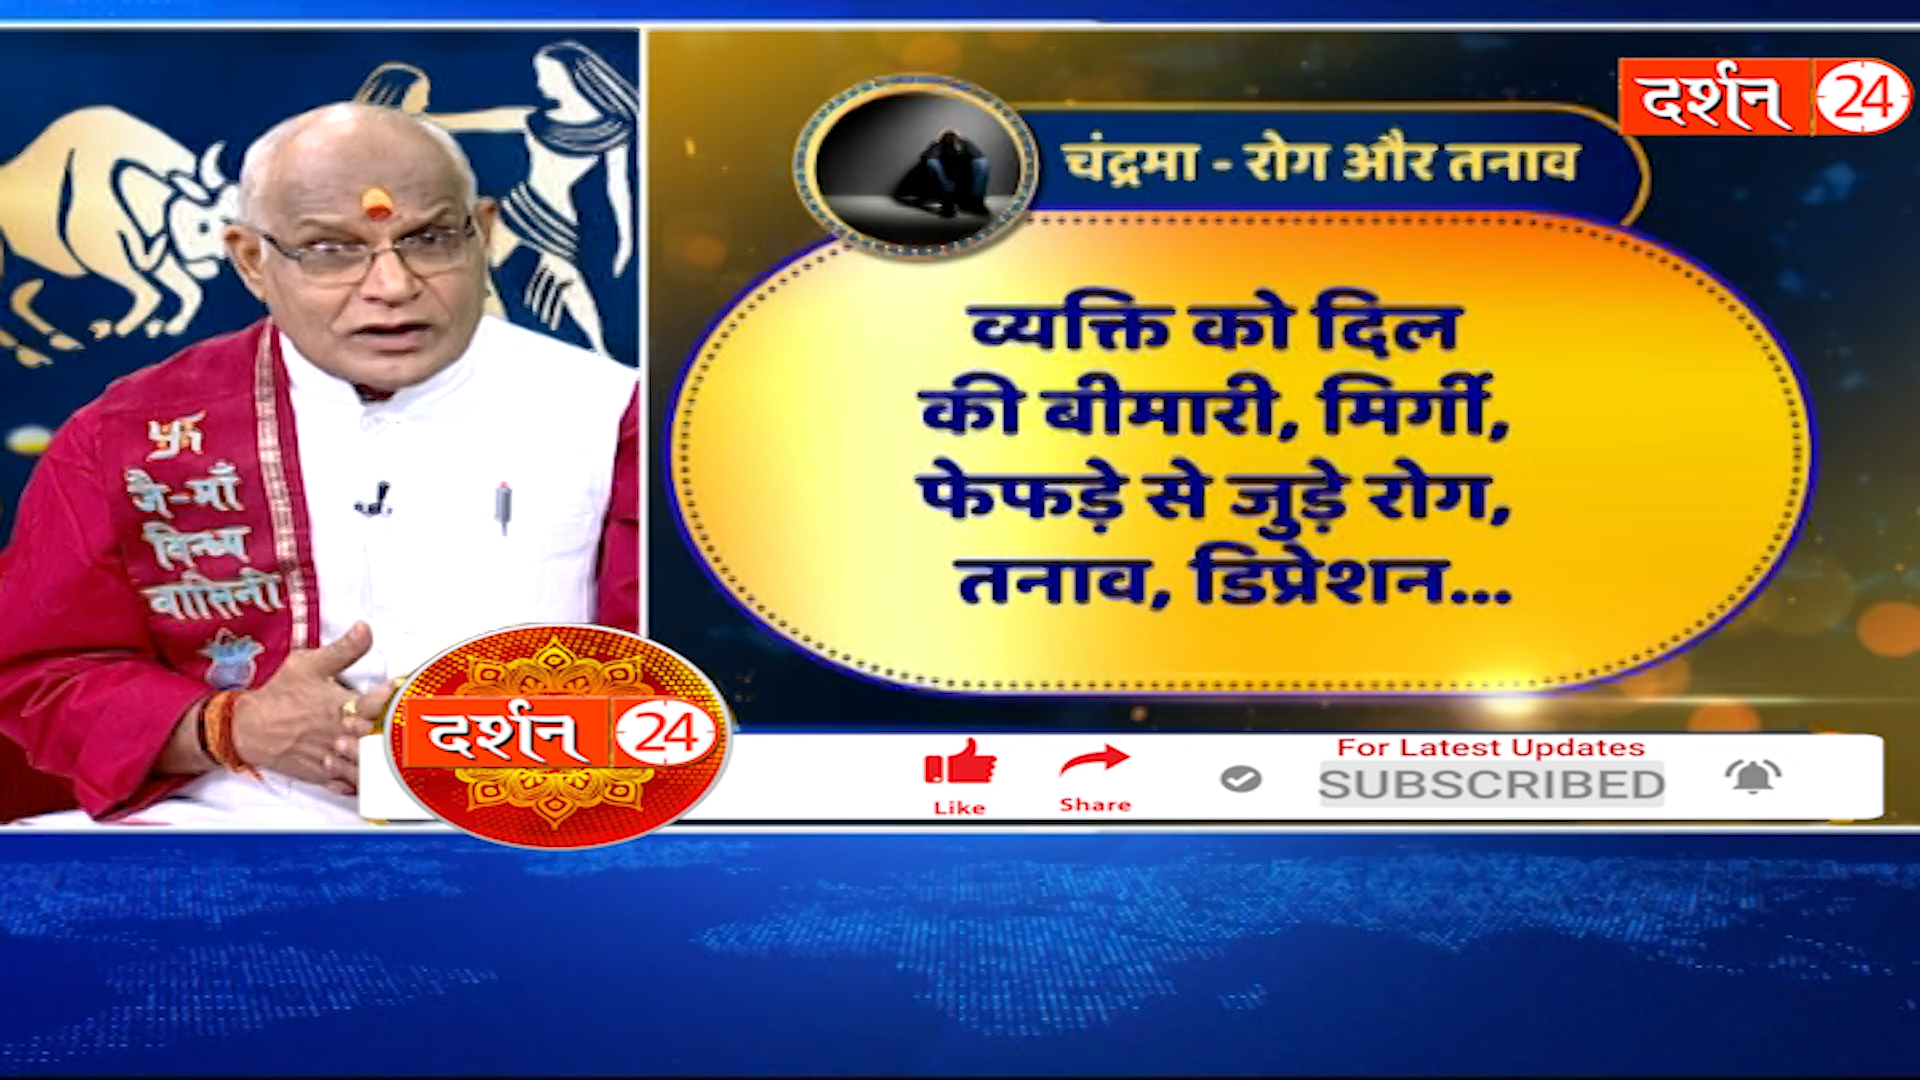 दर्शन 24
चंद्रमा - रोग और तनाव
व्यक्ति को दिल
की बीमारी, मिर्गी,
फेफड़े से जुड़े रोग,
तनाव, डिप्रेशन...
जै-माँ
विन्ध्य
वासिनी
दर्शन 24
Like
Share
For Latest Updates
SUBSCRIBED